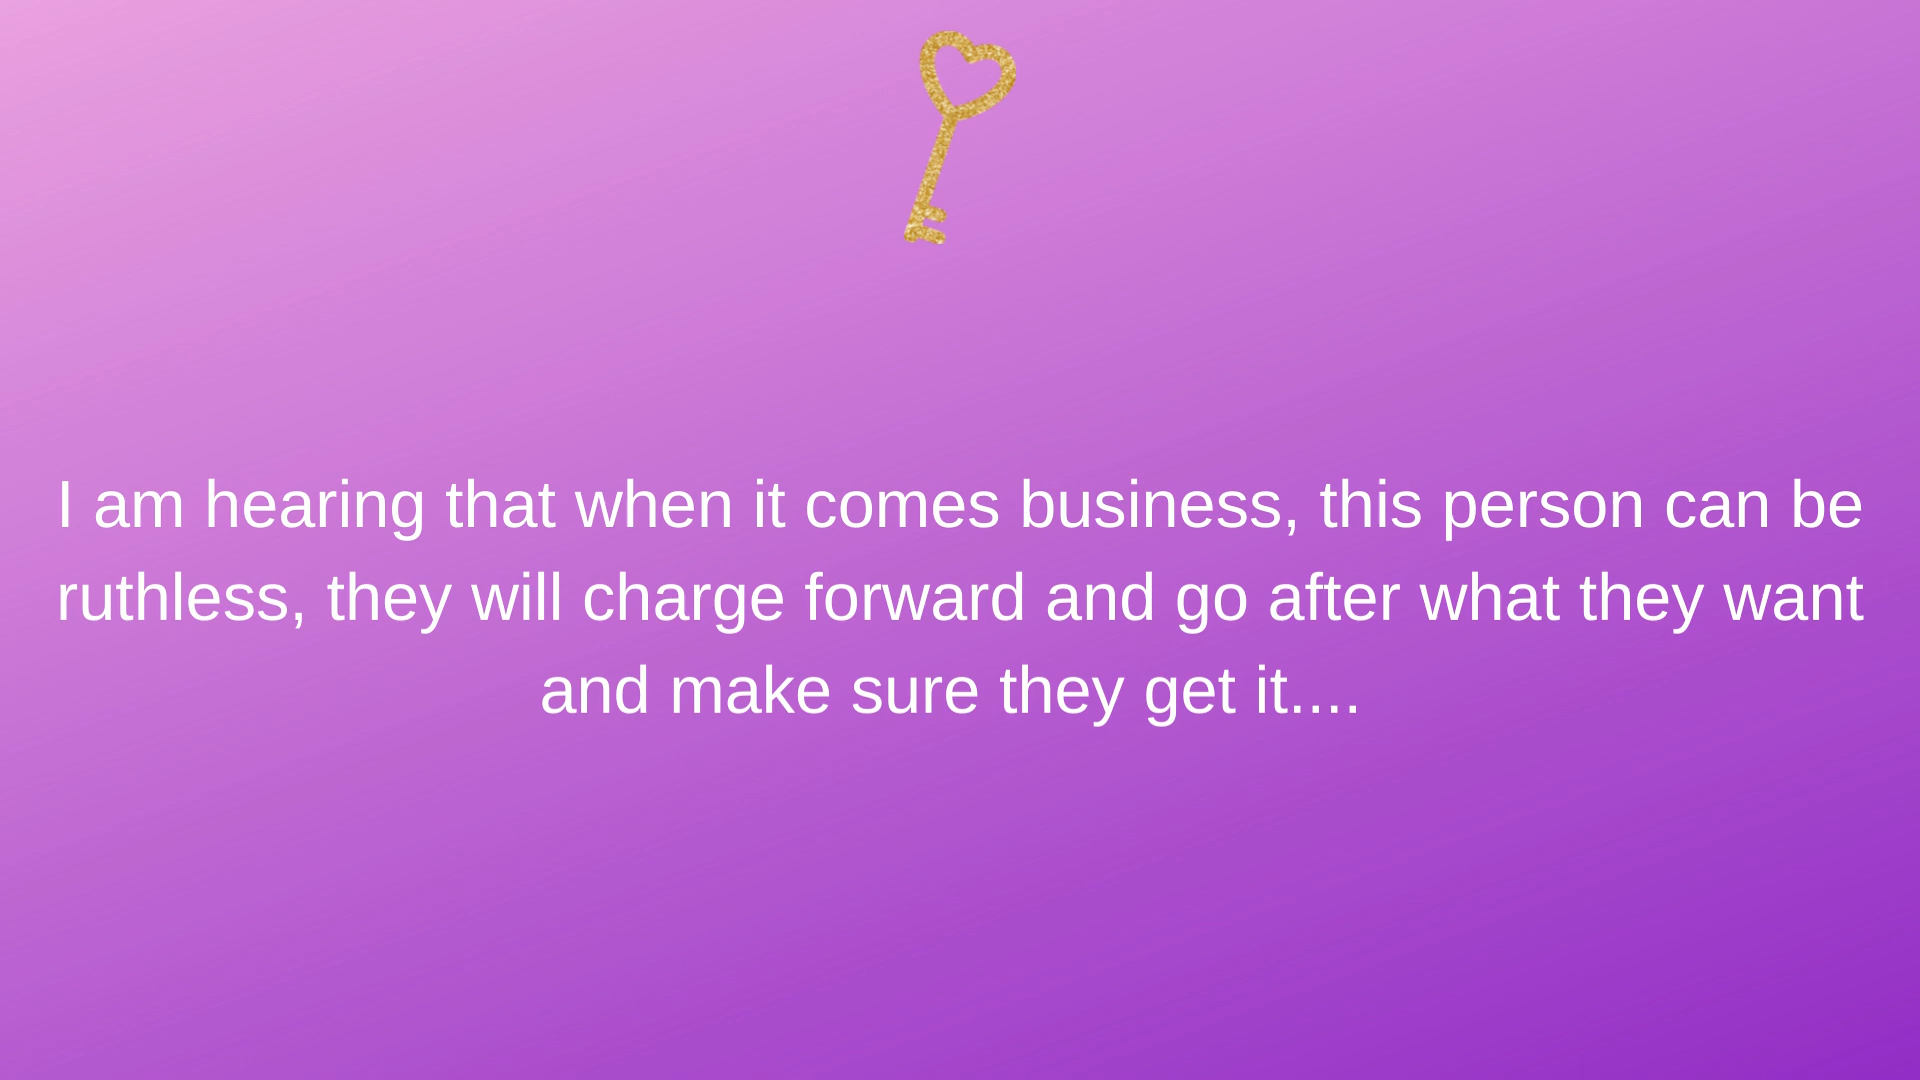 I am hearing that when it comes business, this person can be
ruthless, they will charge forward and go after what they want
and make sure they get it....